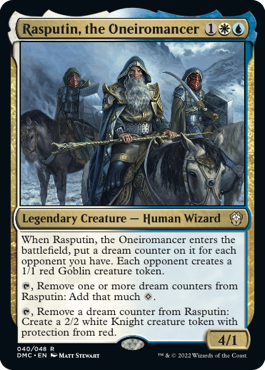 Rasputin, the Oneiromancer 1
Legendary Creature — Human Wizard
When Rasputin, the Oneiromancer enters the
battlefield, put a dream counter on it for each
opponent you have. Each opponent creates a
1/1 red Goblin creature token.
, Remove one or more dream counters from
Rasputin: Add that much .
, Remove a dream counter from Rasputin:
Create a 2/2 white Knight creature token with
protection from red.
4/1
040/048 R
DMC • EN MATT STEWART
™ & © 2022 Wizards of the Coast